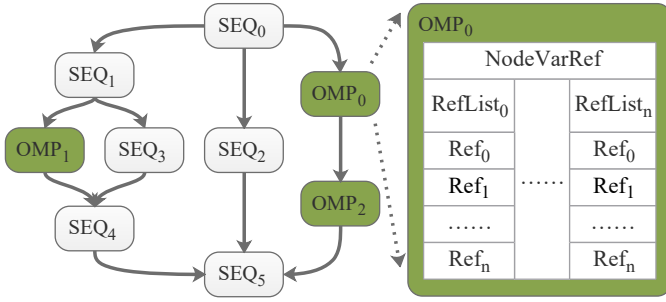 SEQ₀
SEQ₁
OMP₀
OMP₁
SEQ₃
SEQ₂
OMP₂
SEQ₄
SEQ₅
OMP₀
NodeVarRef
RefList₀ RefListₙ
Ref₀ Ref₀
Ref₁ …… Ref₁
…… ……
Refₙ Refₙ